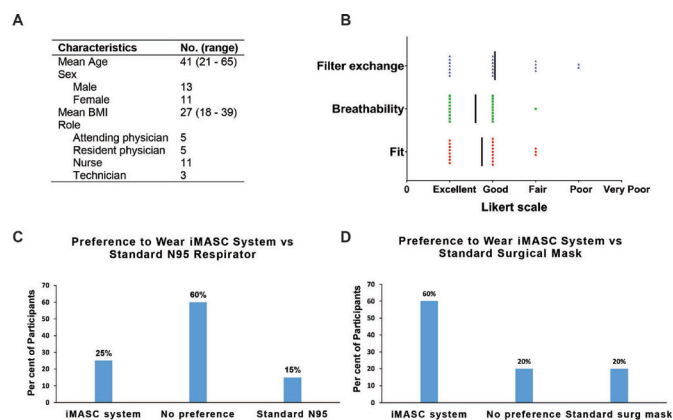 A
Characteristics No. (range)
Mean Age 41 (21 - 65)
Sex
Male 13
Female 11
Mean BMI 27 (18 - 39)
Role
Attending physician 5
Resident physician 5
Nurse 11
Technician 3
B
Filter exchange
Breathability
Fit
0 Excellent Good Fair Poor Very Poor
Likert scale
C
Preference to Wear iMASC System vs
Standard N95 Respirator
Per cent of Participants
70
60
50
40
30
20
10
0
25%
60%
15%
iMASC system No preference Standard N95
D
Preference to Wear iMASC System vs
Standard Surgical Mask
Per cent of Participants
70
60
50
40
30
20
10
0
60%
20%
20%
iMASC system No preference Standard surg mask